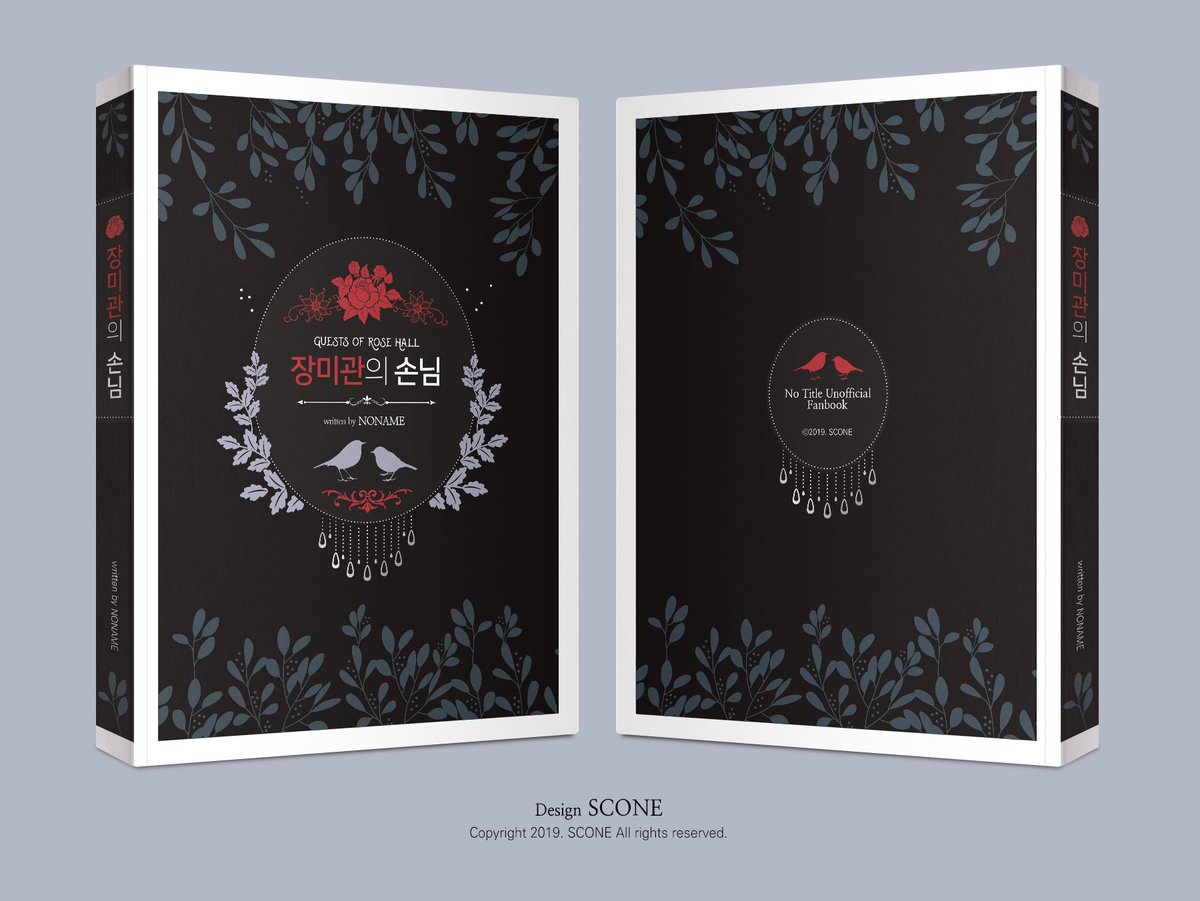 장미관의 손님
written by NONAME
GUESTS OF ROSE HALL
장미관의 손님
written by NONAME
No Title Unofficial
Fanbook
©2019. SCONE
장미관의 손님
written by NONAME
Design SCONE
Copyright 2019. SCONE All rights reserved.